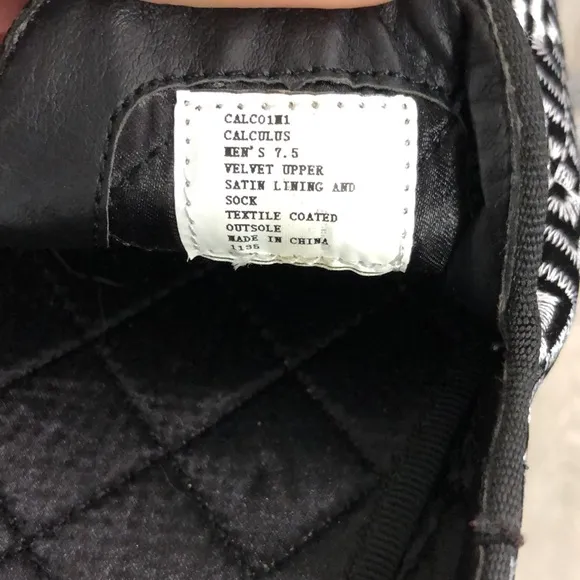 CALC01M1
CALCULUS
MEN'S 7.5
VELVET UPPER
SATIN LINING AND
SOCK
TEXTILE COATED
OUTSOLE
MADE IN CHINA
1135